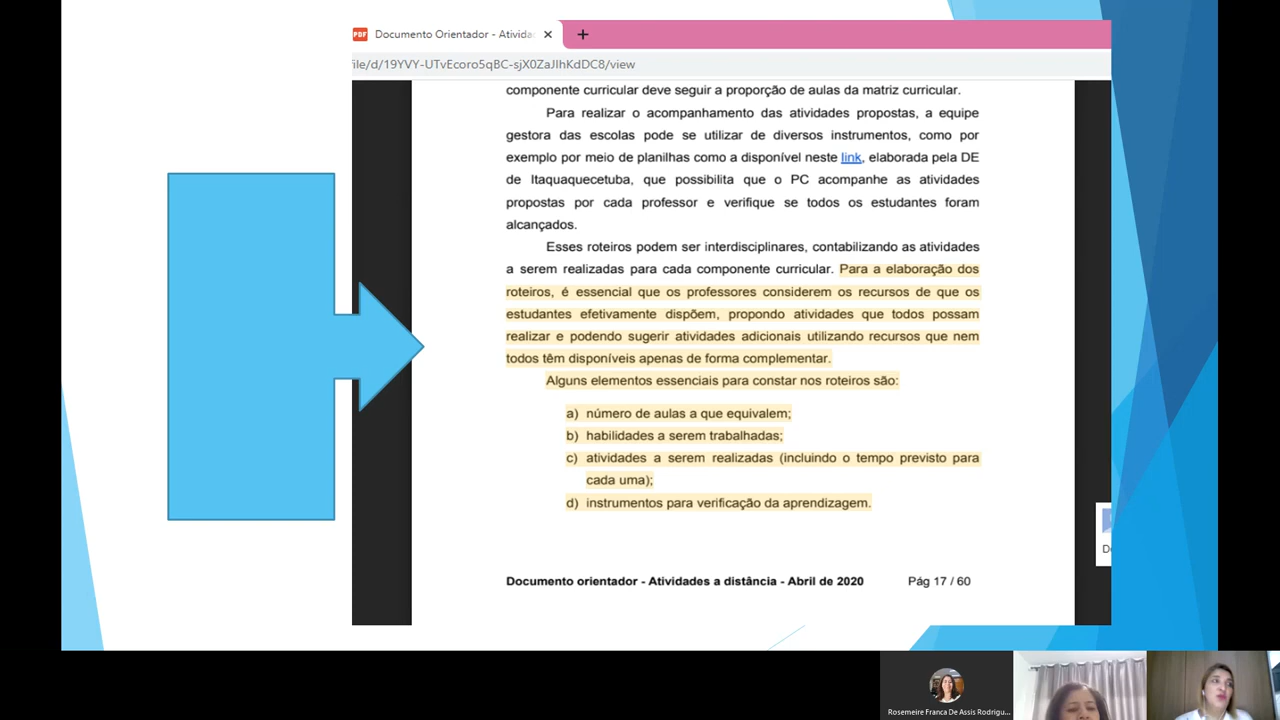 Documento Orientador - Ativida
ile/d/19YVY-UTvEcoro5qBC-sjX0ZaJIhKdDC8/view
componente curricular deve seguir a proporção de aulas da matriz curricular.
Para realizar o acompanhamento das atividades propostas, a equipe
gestora das escolas pode se utilizar de diversos instrumentos, como por
exemplo por meio de planilhas como a disponível neste link, elaborada pela DE
de Itaquaquecetuba, que possibilita que o PC acompanhe as atividades
propostas por cada professor e verifique se todos os estudantes foram
alcançados.
Esses roteiros podem ser interdisciplinares, contabilizando as atividades
a serem realizadas para cada componente curricular. Para a elaboração dos
roteiros, é essencial que os professores considerem os recursos de que os
estudantes efetivamente dispõem, propondo atividades que todos possam
realizar e podendo sugerir atividades adicionais utilizando recursos que nem
todos têm disponíveis apenas de forma complementar.
Alguns elementos essenciais para constar nos roteiros são:
a) número de aulas a que equivalem;
b) habilidades a serem trabalhadas;
c) atividades a serem realizadas (incluindo o tempo previsto para
cada uma);
d) instrumentos para verificação da aprendizagem.
Documento orientador - Atividades a distância - Abril de 2020 Pág 17 / 60
Rosemeire Franca De Assis Rodrigu...